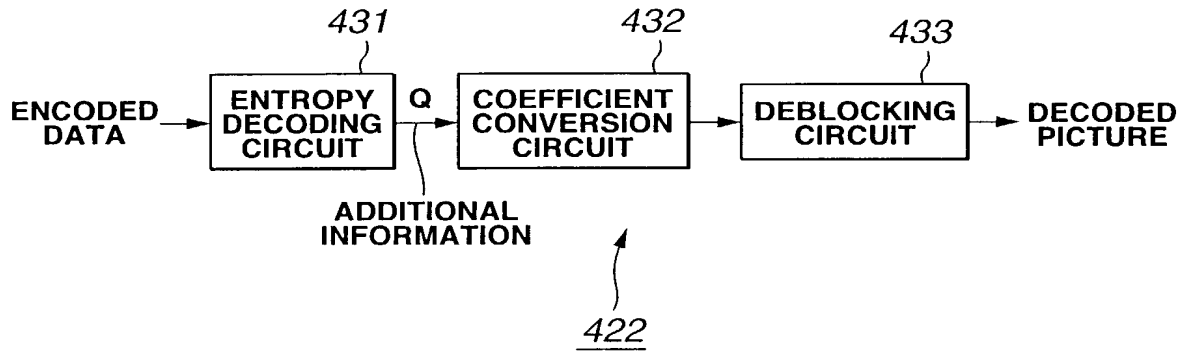 431
432
433
ENCODED
DATA
ENTROPY
DECODING
CIRCUIT
Q
COEFFICIENT
CONVERSION
CIRCUIT
DEBLOCKING
CIRCUIT
DECODED
PICTURE
ADDITIONAL
INFORMATION
422